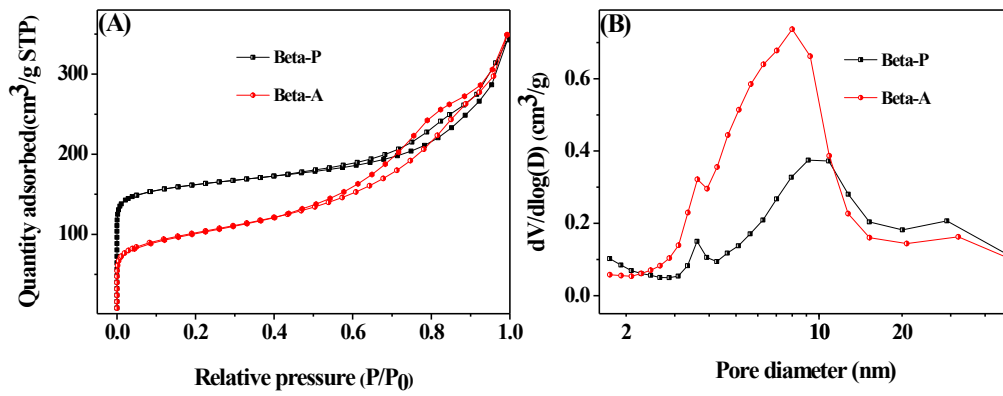 (A)
Beta-P
Beta-A
Quantity adsorbed(cm³/g STP)
300
200
100
0.0 0.2 0.4 0.6 0.8 1.0
Relative pressure (P/P₀)
(B)
Beta-P
Beta-A
dV/dlog(D) (cm³/g)
0.6
0.4
0.2
0.0
2 10 20
Pore diameter (nm)